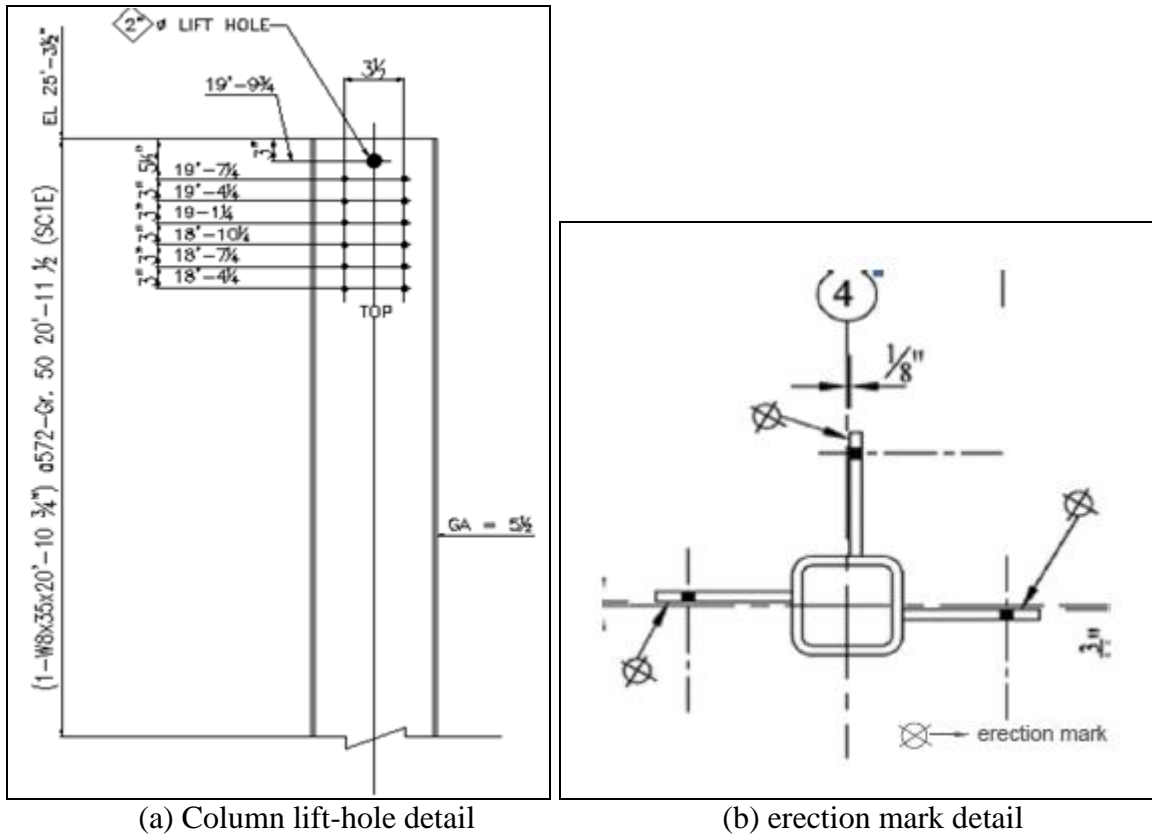 2" ø LIFT HOLE
3½
19'-9¾
EL 25'-3½"
3"
5½"
19'-7¼
3"
19'-4¼
3"
19-1¼
3"
18'-10¼
3"
18'-7¼
3"
18'-4¼
TOP
(1-W8x35x20'-10 ¾") a572-Gr. 50 20'-11 ½ (SC1E)
GA = 5½
4
1/8"
3"
erection mark
(a) Column lift-hole detail
(b) erection mark detail